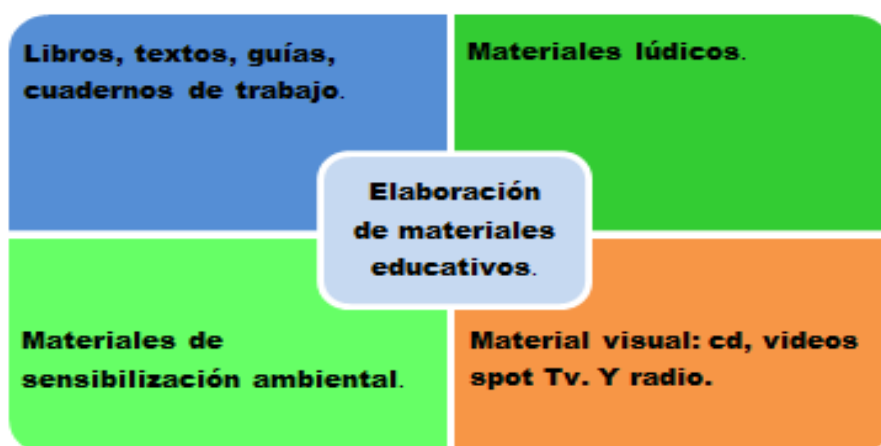 Libros, textos, guías,
cuadernos de trabajo.
Materiales lúdicos.
Elaboración
de materiales
educativos.
Materiales de
sensibilización ambiental.
Material visual: cd, videos
spot Tv. Y radio.